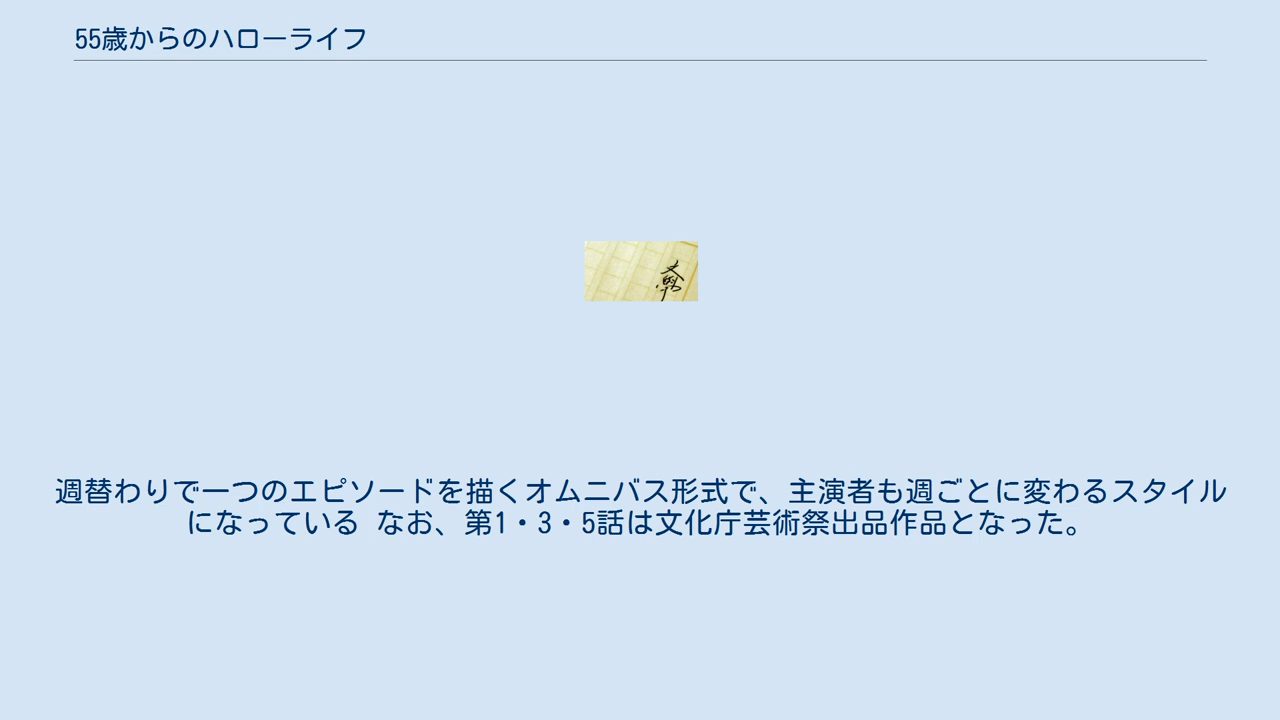 55歳からのハローライフ
週替わりで一つのエピソードを描くオムニバス形式で、主演者も週ごとに変わるスタイル
になっている なお、第1・3・5話は文化庁芸術祭出品作品となった。